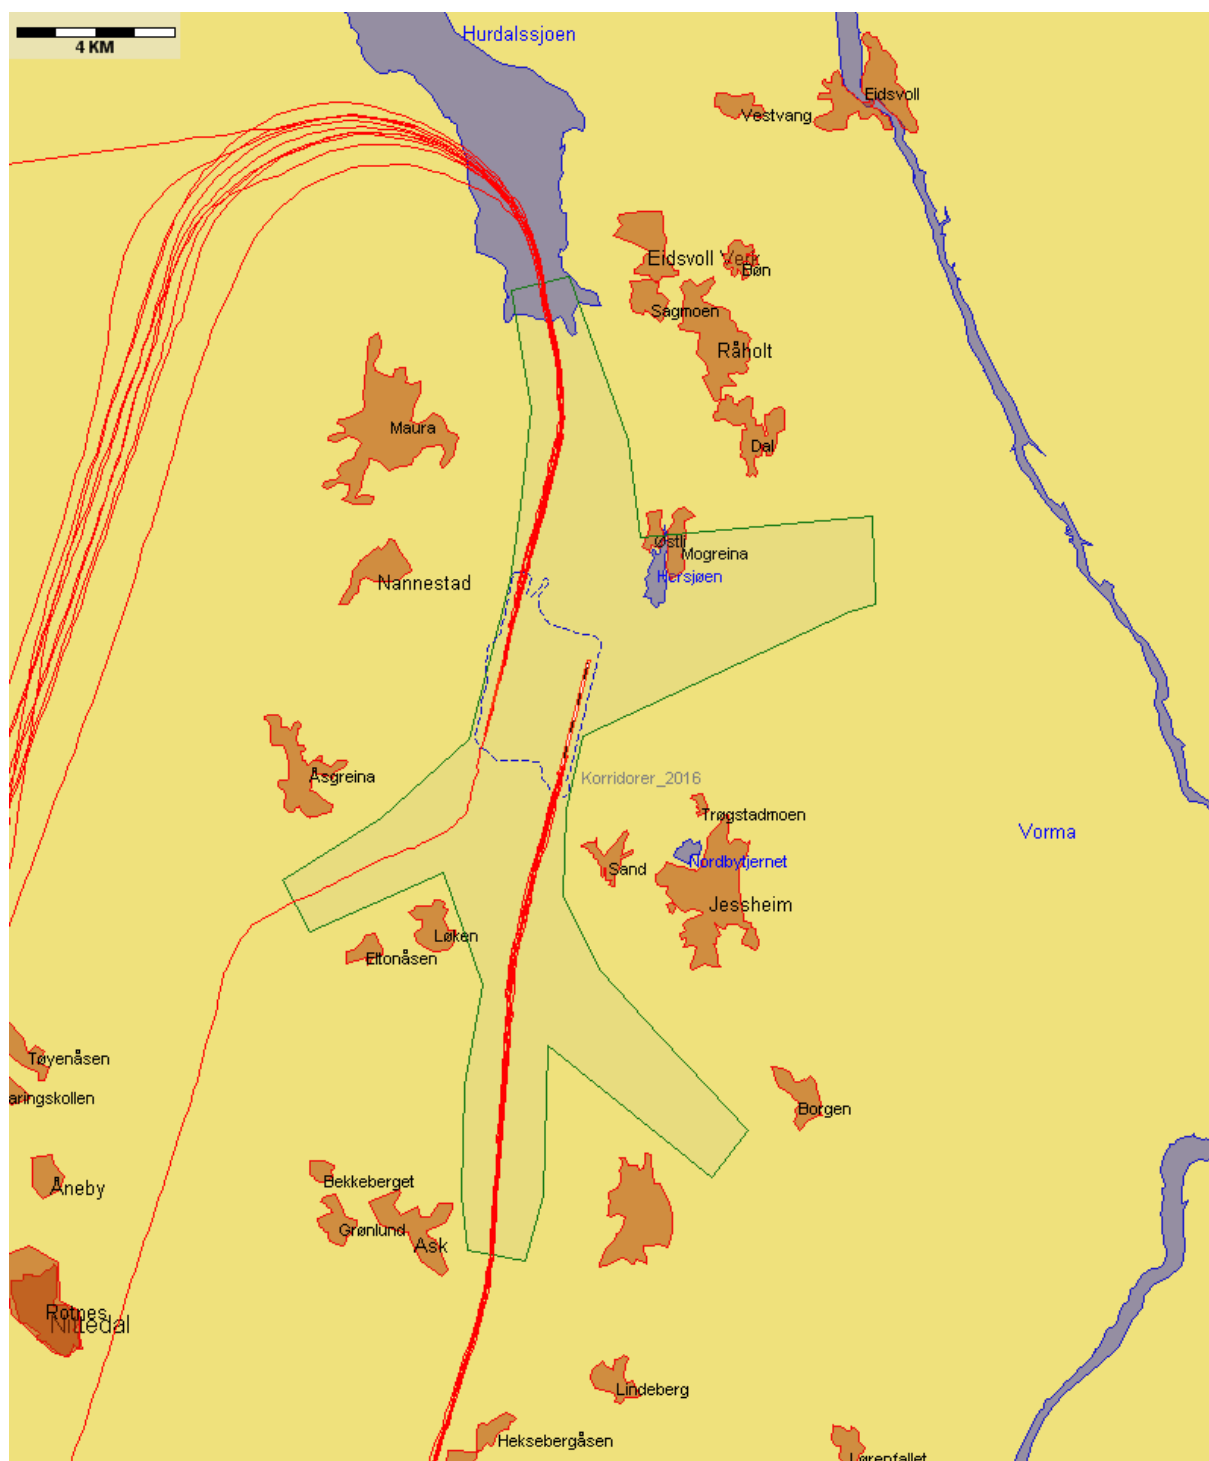 Hurdalssjoen
4 KM
Eidsvoll
Vestvang
Eidsvoll Verk
Bøn
Sagmoen
Råholt
Maura
Dal
Østli
Mogreina
Nannestad
Hersjøen
Åsgreina
Korridorer_2016
Trøgstadmoen
Vorma
Nordbytjernet
Sand
Jessheim
Løken
Eltonåsen
Tøyenåsen
aringskollen
Borgen
Bekkeberget
Åneby
Grønlund
Ask
Rotnes
Nittedal
Lindeberg
Heksebergåsen
Lørenfallet